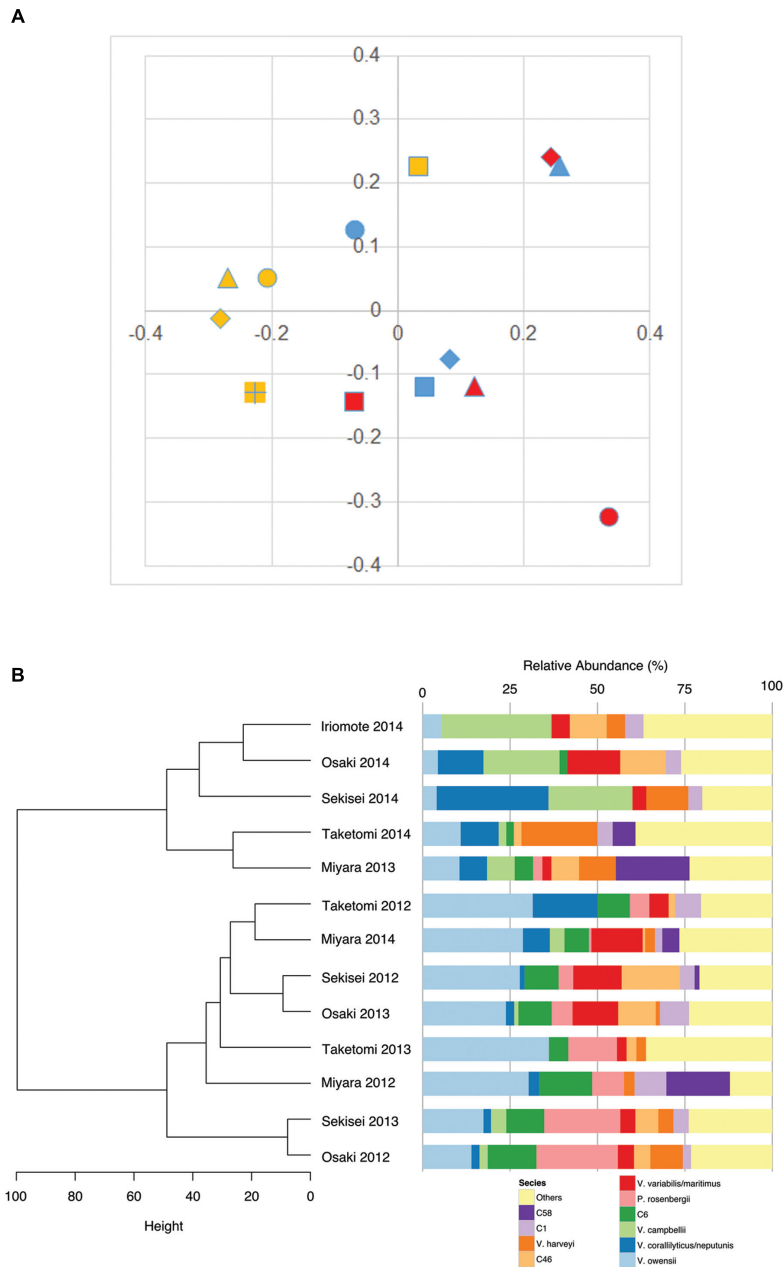 A
0.4
0.3
0.2
0.1
0
-0.4 -0.2 0 0.2 0.4
-0.1
-0.2
-0.3
-0.4
B
Relative Abundance (%)
0 25 50 75 100
Iriomote 2014
Osaki 2014
Sekisei 2014
Taketomi 2014
Miyara 2013
Taketomi 2012
Miyara 2014
Sekisei 2012
Osaki 2013
Taketomi 2013
Miyara 2012
Sekisei 2013
Osaki 2012
100 80 60 40 20 0
Height
Secies
Others
C58
C1
V. harveyi
C46
V. variabilis/maritimus
P. rosenbergii
C6
V. campbellii
V. corallilyticus/neputunis
V. owensii